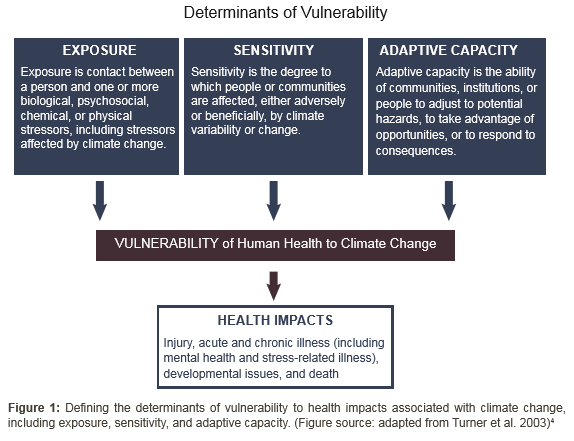 Determinants of Vulnerability
EXPOSURE
Exposure is contact between
a person and one or more
biological, psychosocial,
chemical, or physical
stressors, including stressors
affected by climate change.
SENSITIVITY
Sensitivity is the degree to
which people or communities
are affected, either adversely
or beneficially, by climate
variability or change.
ADAPTIVE CAPACITY
Adaptive capacity is the ability
of communities, institutions, or
people to adjust to potential
hazards, to take advantage of
opportunities, or to respond to
consequences.
VULNERABILITY of Human Health to Climate Change
HEALTH IMPACTS
Injury, acute and chronic illness (including
mental health and stress-related illness),
developmental issues, and death
Figure 1: Defining the determinants of vulnerability to health impacts associated with climate change,
including exposure, sensitivity, and adaptive capacity. (Figure source: adapted from Turner et al. 2003)⁴